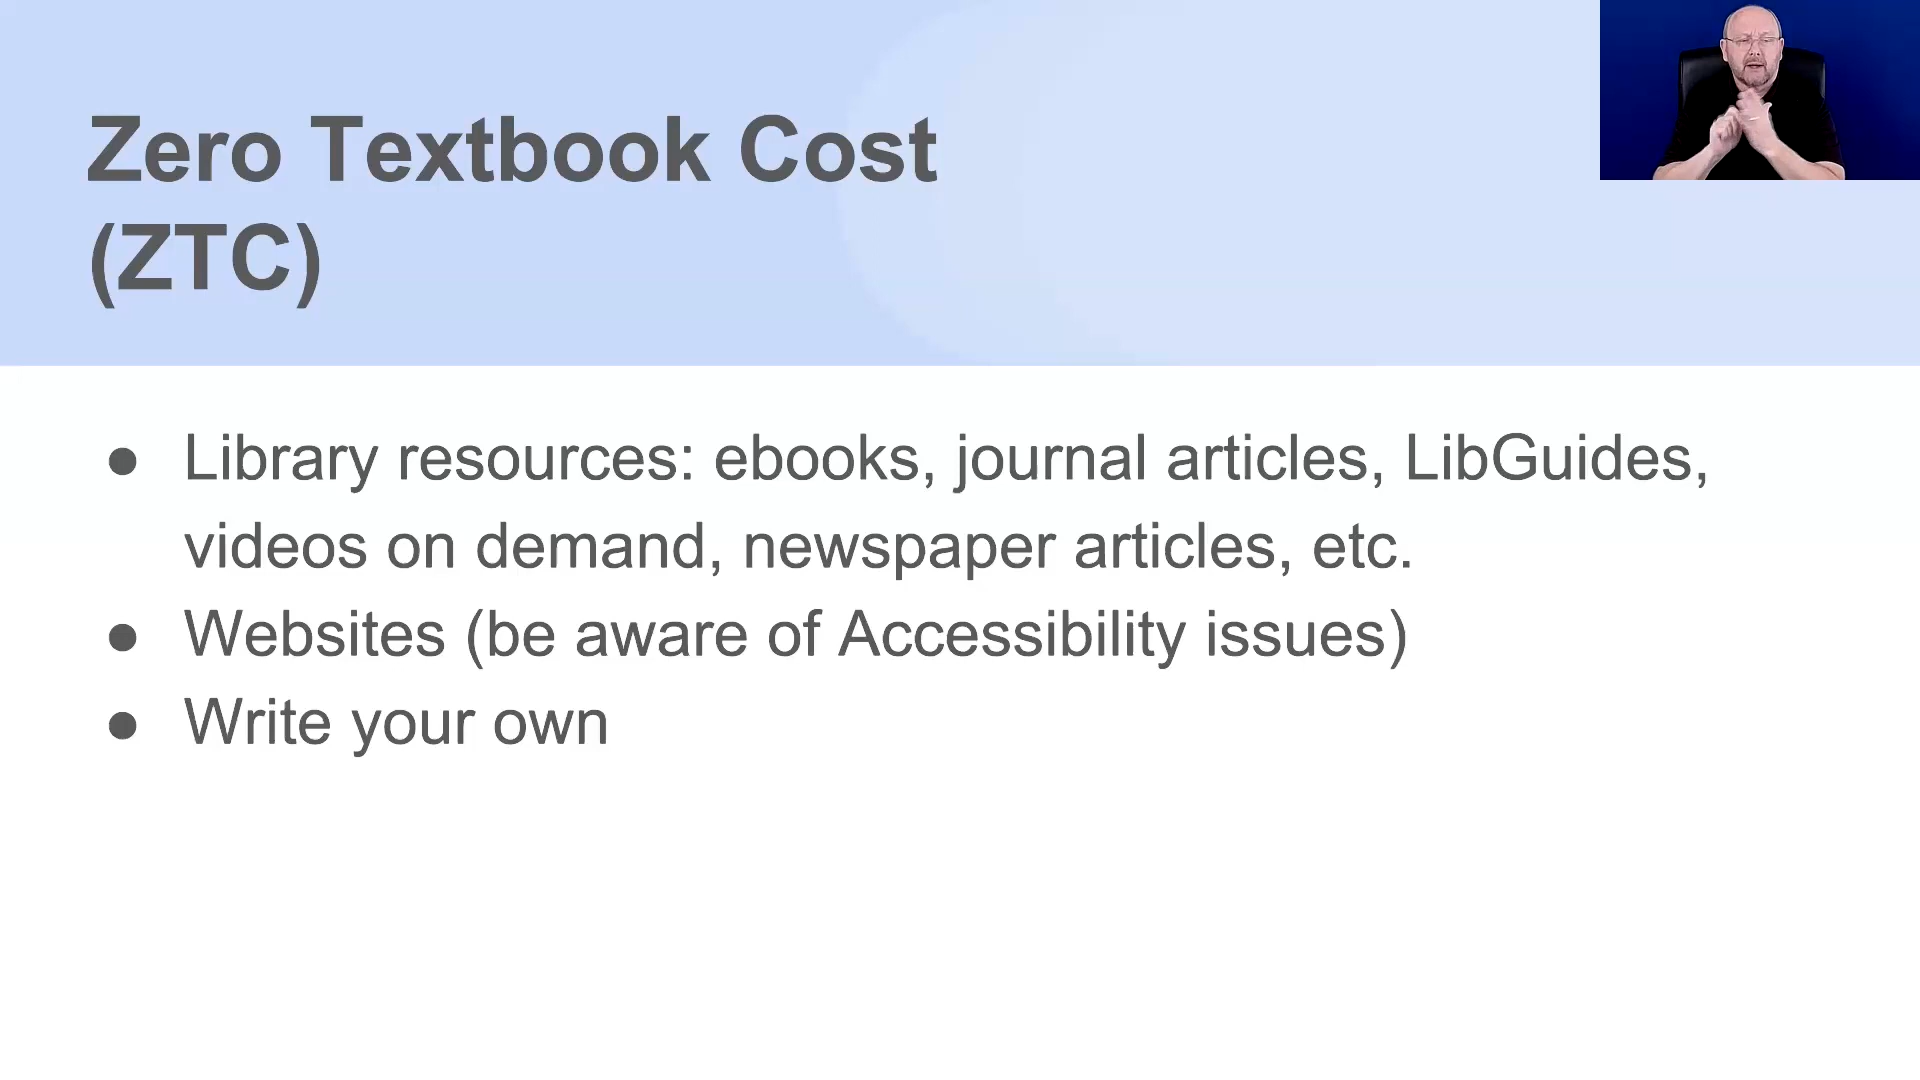 Zero Textbook Cost
(ZTC)
● Library resources: ebooks, journal articles, LibGuides,
videos on demand, newspaper articles, etc.
● Websites (be aware of Accessibility issues)
● Write your own